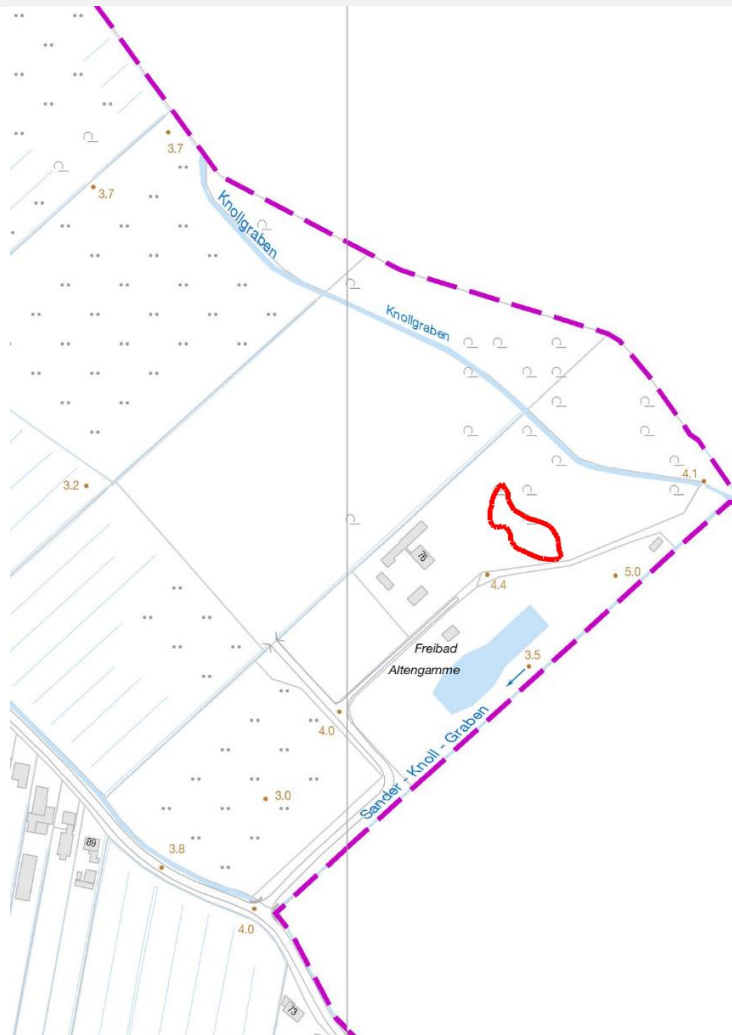 3.7
3.7
Knollgraben
Knollgraben
4.1
3.2
76
4.4
5.0
Freibad
Altengamme
3.5
4.0
Sander - Knoll - Graben
3.0
89
3.8
4.0
73